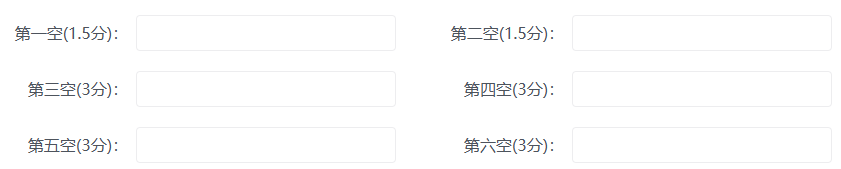 第一空(1.5分)： 第二空(1.5分)：
第三空(3分)： 第四空(3分)：
第五空(3分)： 第六空(3分)：